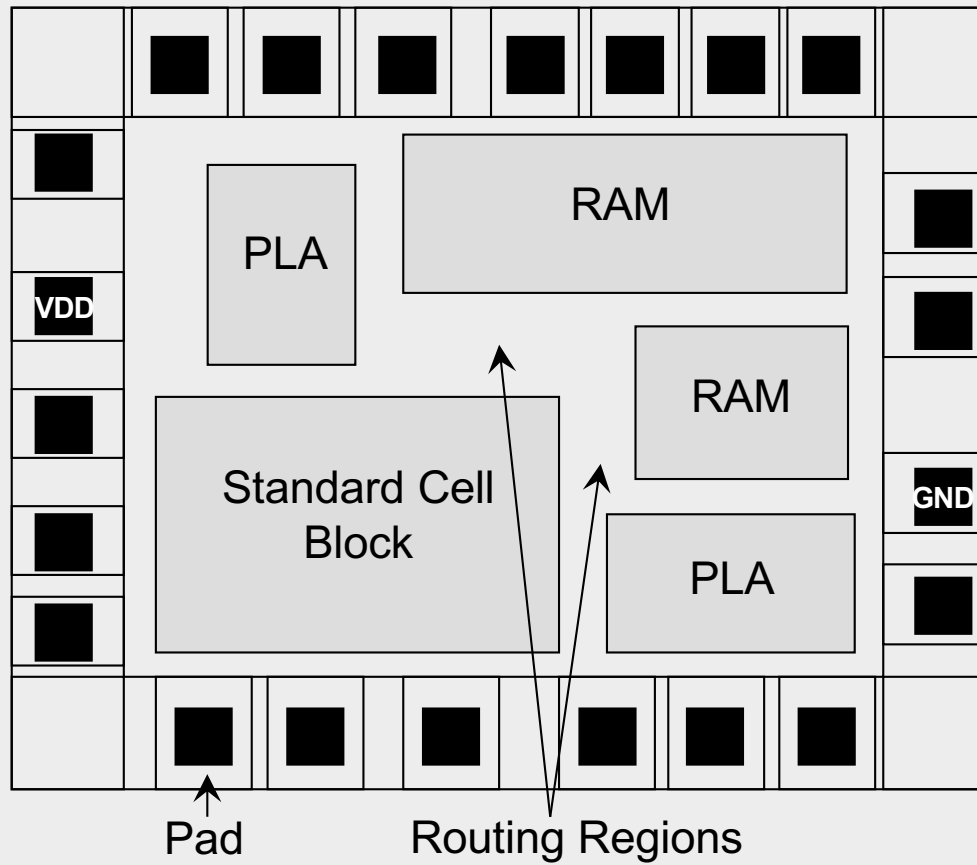 RAM
PLA
VDD
RAM
Standard Cell
Block
GND
PLA
Pad
Routing Regions